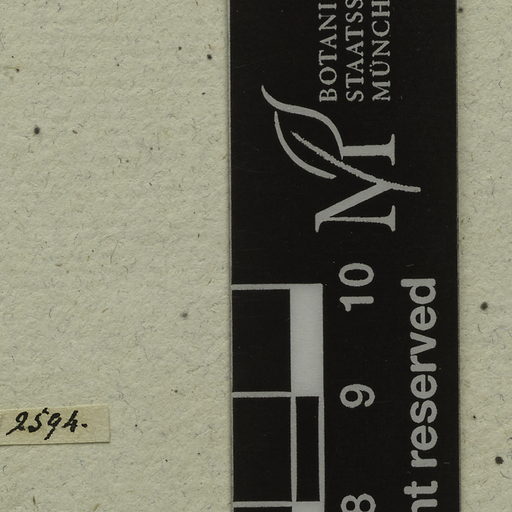 BOTANI
STAATSS
MÜNCH
M
10
9
8
nt reserved
2594.